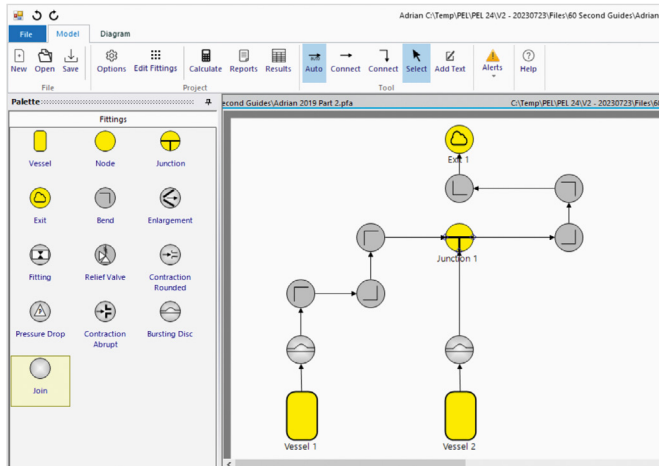 Adrian C:\Temp\PEL\PEL 24\V2 - 20230723\Files\60 Second Guides\Adrian
File Model Diagram
New Open Save Options Edit Fittings Calculate Reports Results Auto Connect Connect Select Add Text Alerts Help
File Project Tool
Palette
econd Guides\Adrian 2019 Part 2.pfa C:\Temp\PEL\PEL 24\V2 - 20230723\Files\60
Fittings
Vessel Node Junction
Exit Bend Enlargement
Fitting Relief Valve Contraction
Rounded
Pressure Drop Contraction Bursting Disc
Abrupt
Join
Exit 1
Junction 1
Vessel 1 Vessel 2